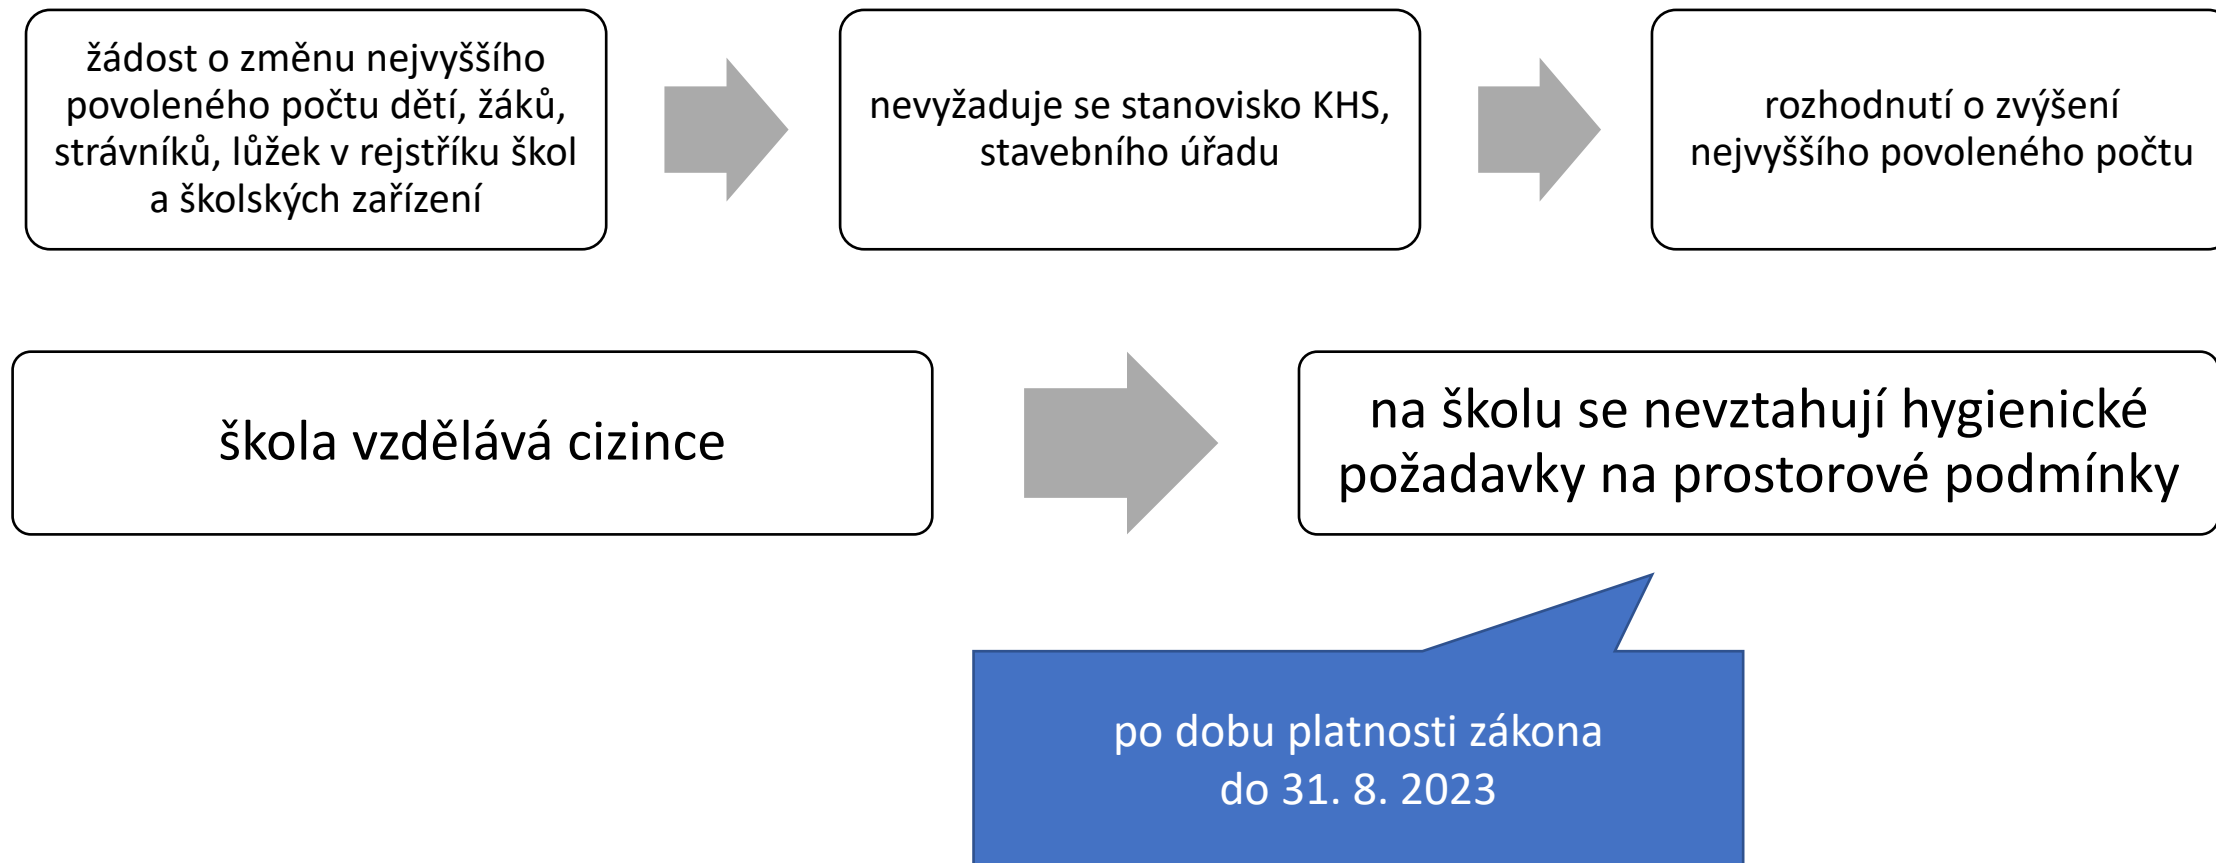 žádost o změnu nejvyššího
povoleného počtu dětí, žáků,
strávníků, lůžek v rejstříku škol
a školských zařízení
nevyžaduje se stanovisko KHS,
stavebního úřadu
rozhodnutí o zvýšení
nejvyššího povoleného počtu
škola vzdělává cizince
na školu se nevztahují hygienické
požadavky na prostorové podmínky
po dobu platnosti zákona
do 31. 8. 2023